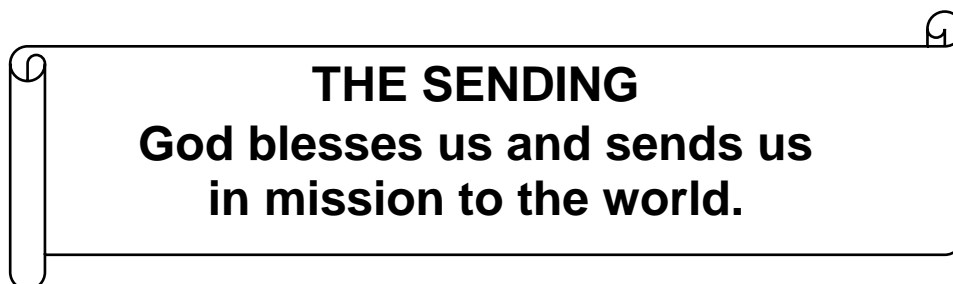 THE SENDING
God blesses us and sends us
in mission to the world.